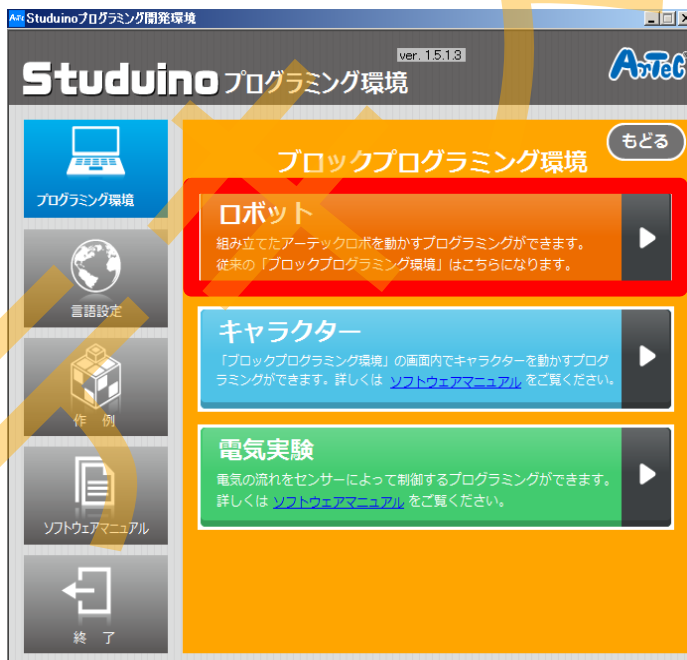 Studuinoプログラミング開発環境
ver. 1.5.1.3
Studuino プログラミング環境
ArTeC
もどる
ブロックプログラミング環境
プログラミング環境
言語設定
作 例
ソフトウェアマニュアル
終 了
ロボット
組み立てたアーテックロボを動かすプログラミングができます。
従来の「ブロックプログラミング環境」はこちらになります。
キャラクター
「ブロックプログラミング環境」の画面内でキャラクターを動かすプログ
ラミングができます。詳しくは ソフトウェアマニュアル をご覧ください。
電気実験
電気の流れをセンサーによって制御するプログラミングができます。
詳しくは ソフトウェアマニュアル をご覧ください。